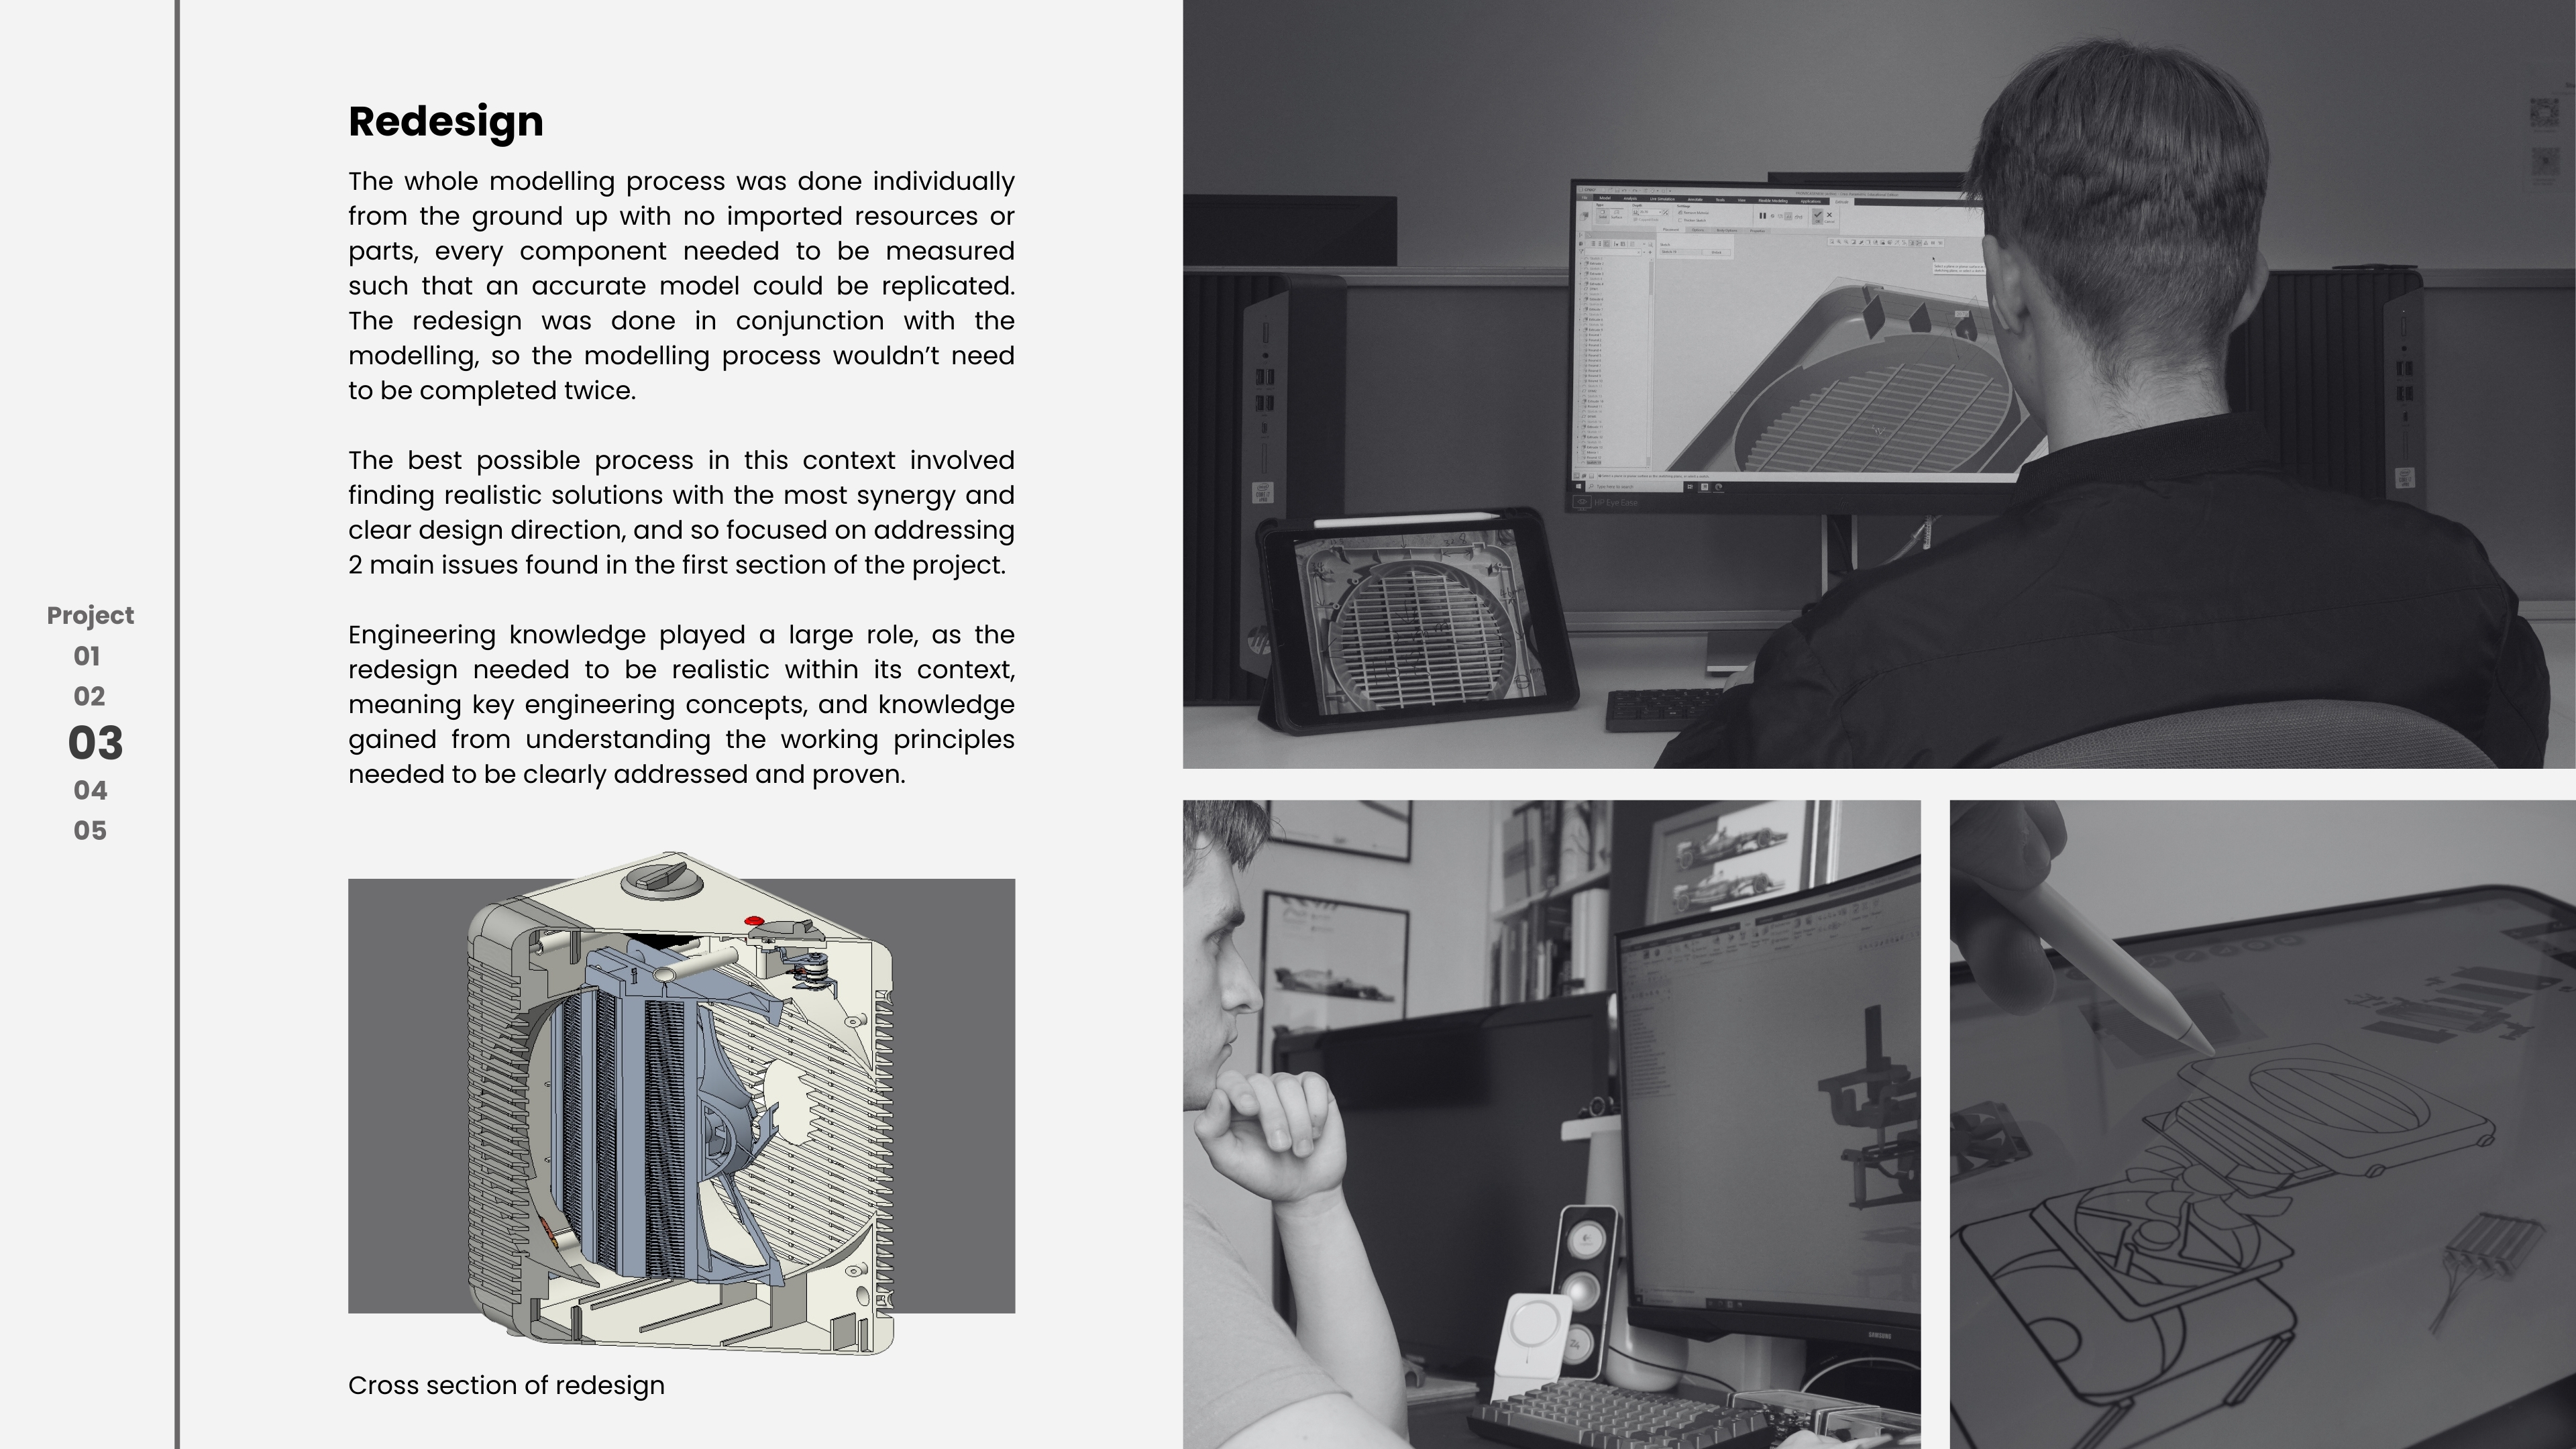 Redesign
The whole modelling process was done individually
from the ground up with no imported resources or
parts, every component needed to be measured
such that an accurate model could be replicated.
The redesign was done in conjunction with the
modelling, so the modelling process wouldn’t need
to be completed twice.
The best possible process in this context involved
finding realistic solutions with the most synergy and
clear design direction, and so focused on addressing
2 main issues found in the first section of the project.
Engineering knowledge played a large role, as the
redesign needed to be realistic within its context,
meaning key engineering concepts, and knowledge
gained from understanding the working principles
needed to be clearly addressed and proven.
Project
01
02
03
04
05
Cross section of redesign
HP Eye Ease
SAMSUNG